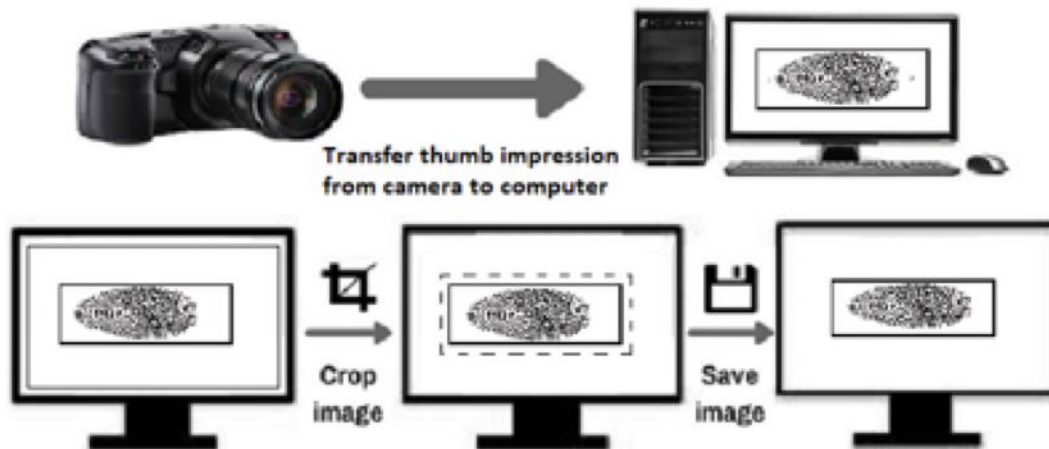 Transfer thumb impression
from camera to computer
Crop
image
Save
image